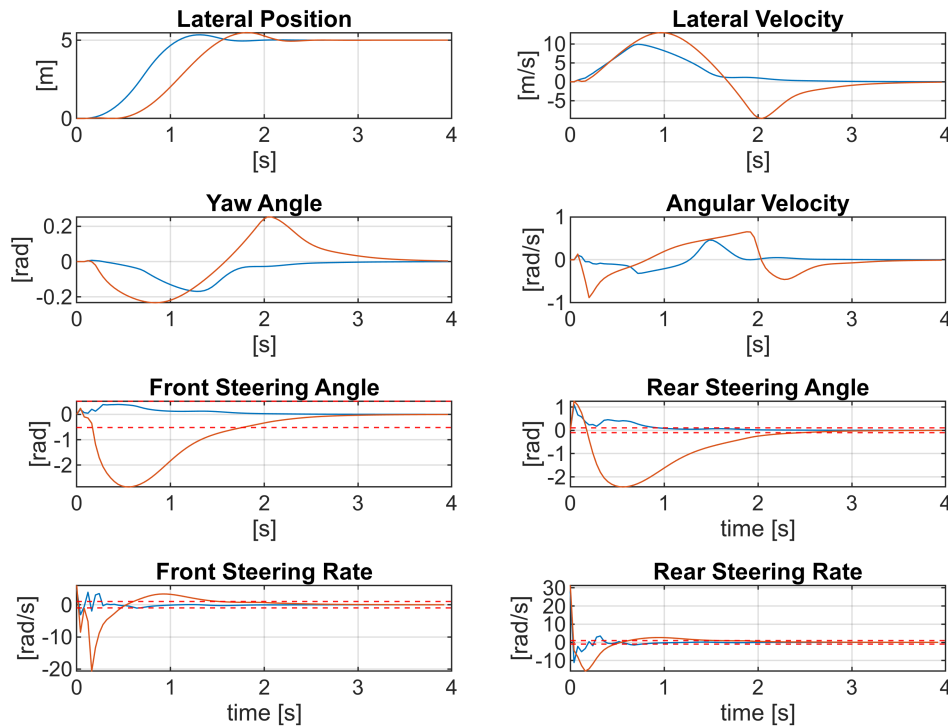 Lateral Position
5
0
[m]
0 1 2 3 4
[s]
Lateral Velocity
10
5
0
-5
[m/s]
0 1 2 3 4
[s]
Yaw Angle
0.2
0
-0.2
[rad]
0 1 2 3 4
[s]
Angular Velocity
1
0
-1
[rad/s]
0 1 2 3 4
[s]
Front Steering Angle
0
-1
-2
[rad]
0 1 2 3 4
[s]
Rear Steering Angle
1
0
-1
-2
[rad]
0 1 2 3 4
time [s]
Front Steering Rate
0
-10
-20
[rad/s]
0 1 2 3 4
time [s]
Rear Steering Rate
30
20
10
0
-10
[rad/s]
0 1 2 3 4
time [s]